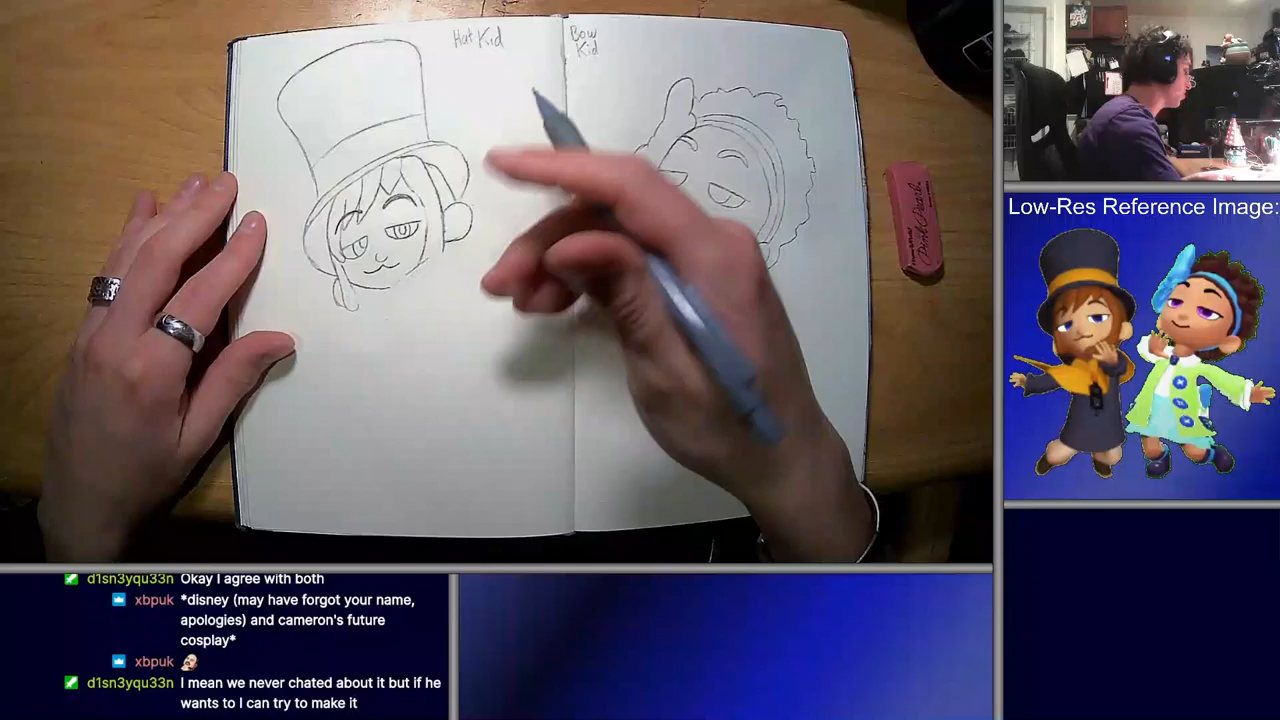 Hat Kid
Bow
Kid
Pink Pearl
Low-Res Reference Image:
d1sn3yqu33n Okay I agree with both
xbpuk *disney (may have forgot your name,
apologies) and cameron's future
cosplay*
xbpuk
d1sn3yqu33n I mean we never chated about it but if he
wants to I can try to make it